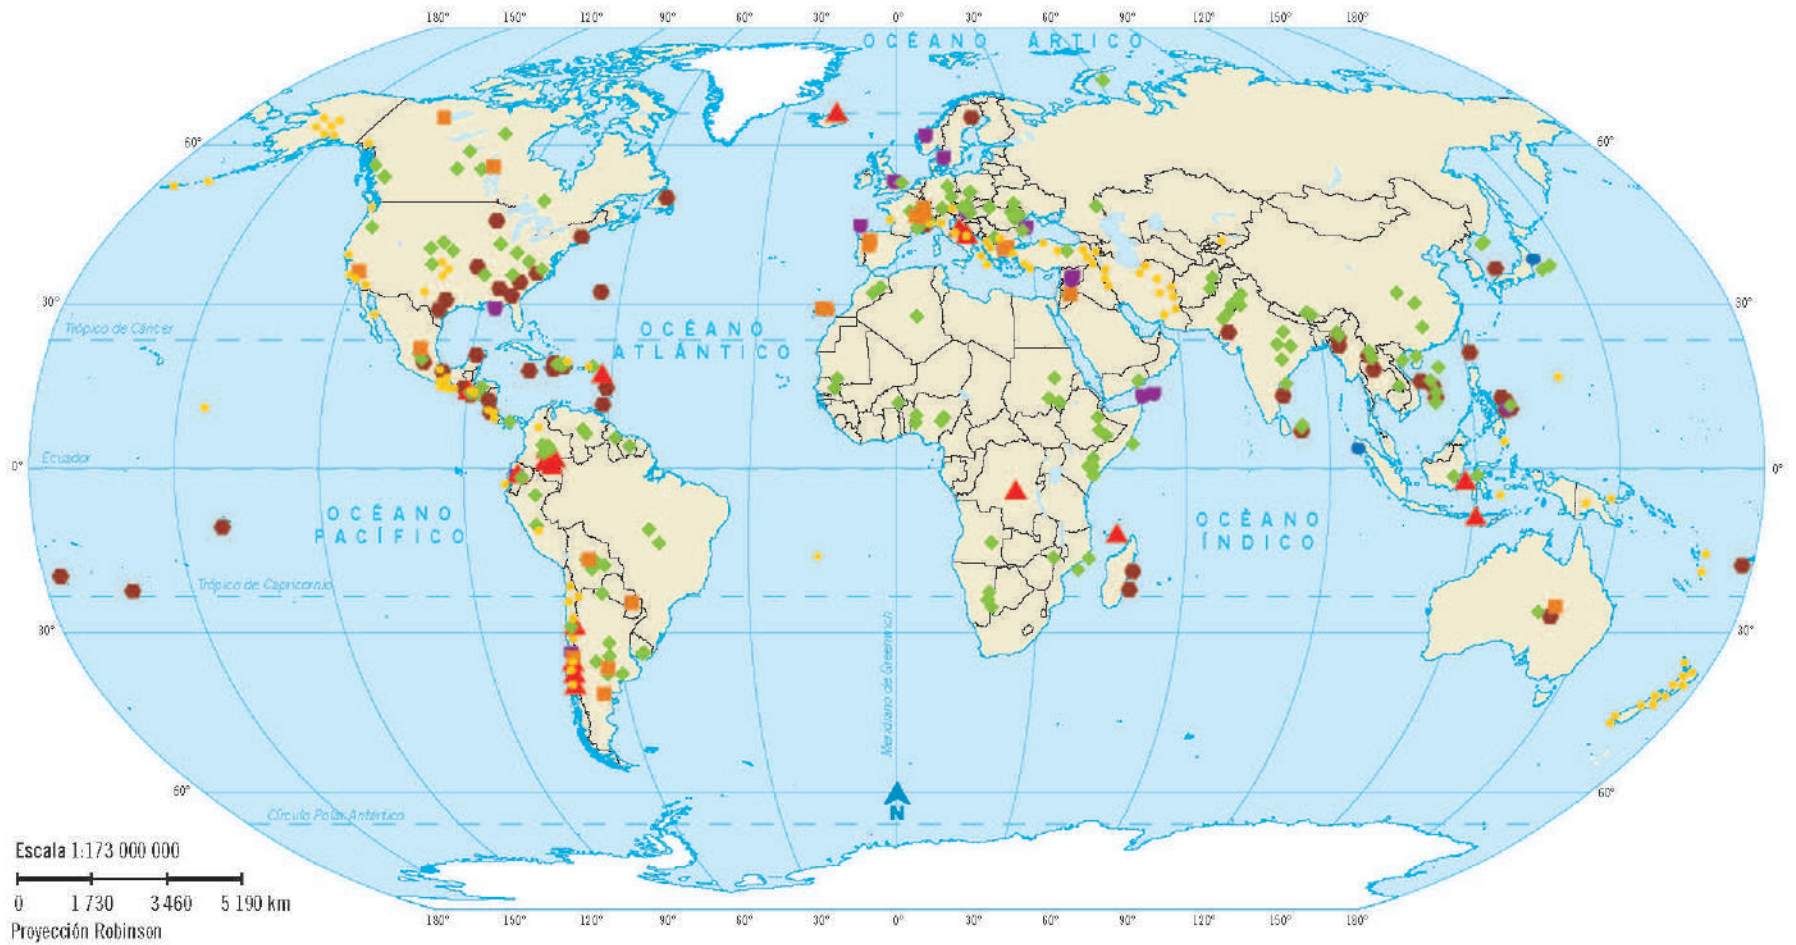 180° 150° 120° 90° 60° 30° 0° 30° 60° 90° 120° 150° 180°
OCÉANO ÁRTICO
60° 60°
30° 30°
Trópico de Cáncer
OCÉANO
ATLÁNTICO
Ecuador
0° 0°
OCÉANO
PACÍFICO
OCÉANO
ÍNDICO
Trópico de Capricornio
30° 30°
Meridiano de Greenwich
60° 60°
N
Círculo Polar Antártico
Escala 1:173 000 000
0 1 730 3 460 5 190 km
Proyección Robinson
180° 150° 120° 90° 60° 30° 0° 30° 60° 90° 120° 150° 180°